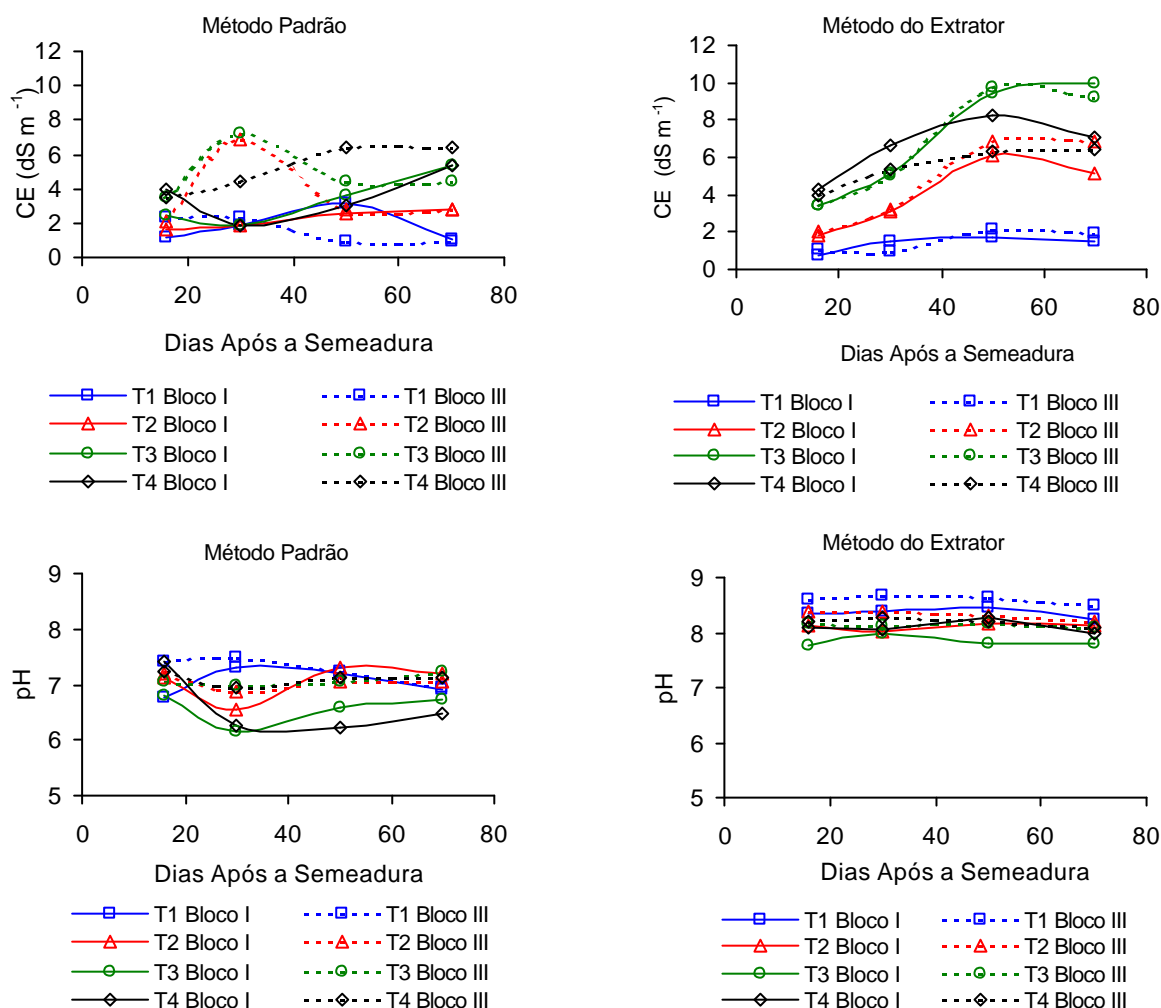 Método Padrão
12
10
8
6
4
2
0
CE (dS m -1)
0 20 40 60 80
Dias Após a Semeadura
T1 Bloco I T1 Bloco III
T2 Bloco I T2 Bloco III
T3 Bloco I T3 Bloco III
T4 Bloco I T4 Bloco III
Método do Extrator
12
10
8
6
4
2
0
CE (dS m -1)
0 20 40 60 80
Dias Após a Semeadura
T1 Bloco I T1 Bloco III
T2 Bloco I T2 Bloco III
T3 Bloco I T3 Bloco III
T4 Bloco I T4 Bloco III
Método Padrão
9
8
7
6
5
pH
0 20 40 60 80
Dias Após a Semeadura
T1 Bloco I T1 Bloco III
T2 Bloco I T2 Bloco III
T3 Bloco I T3 Bloco III
T4 Bloco I T4 Bloco III
Método do Extrator
9
8
7
6
5
pH
0 20 40 60 80
Dias Após a Semeadura
T1 Bloco I T1 Bloco III
T2 Bloco I T2 Bloco III
T3 Bloco I T3 Bloco III
T4 Bloco I T4 Bloco III